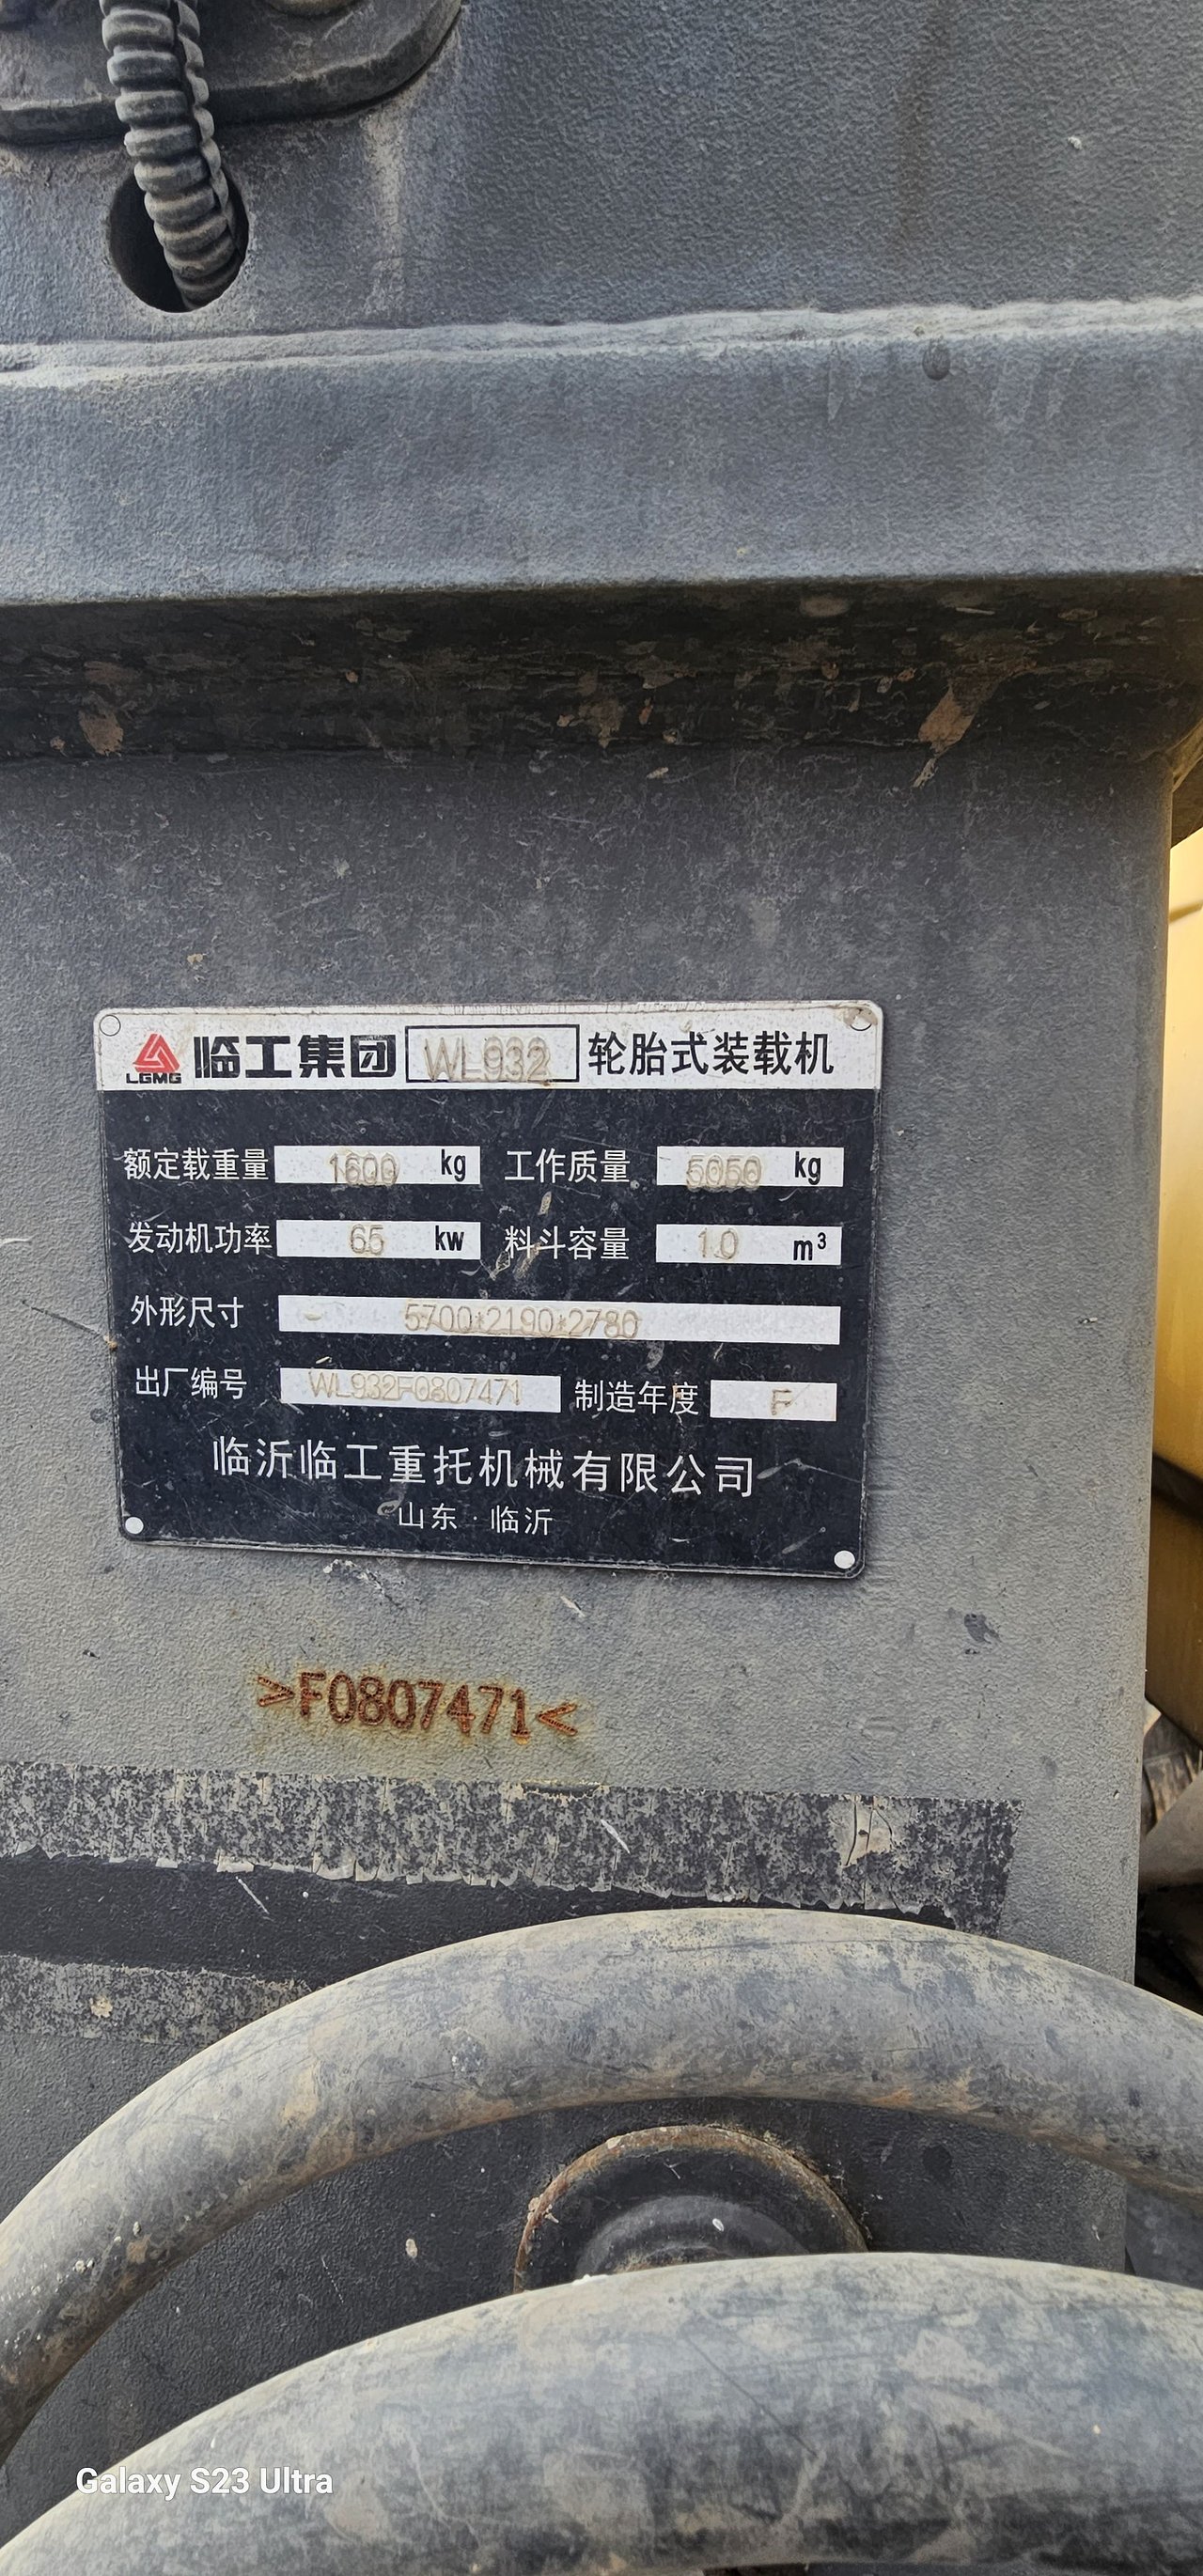 LGMG 临工集团 WL932 轮胎式装载机
额定载重量 1600 kg 工作质量 5050 kg
发动机功率 65 kw 料斗容量 1.0 m³
外形尺寸 5700*2190*2780
出厂编号 WL932F0807471 制造年度 F
临沂临工重托机械有限公司
山东·临沂
>F0807471<
Galaxy S23 Ultra